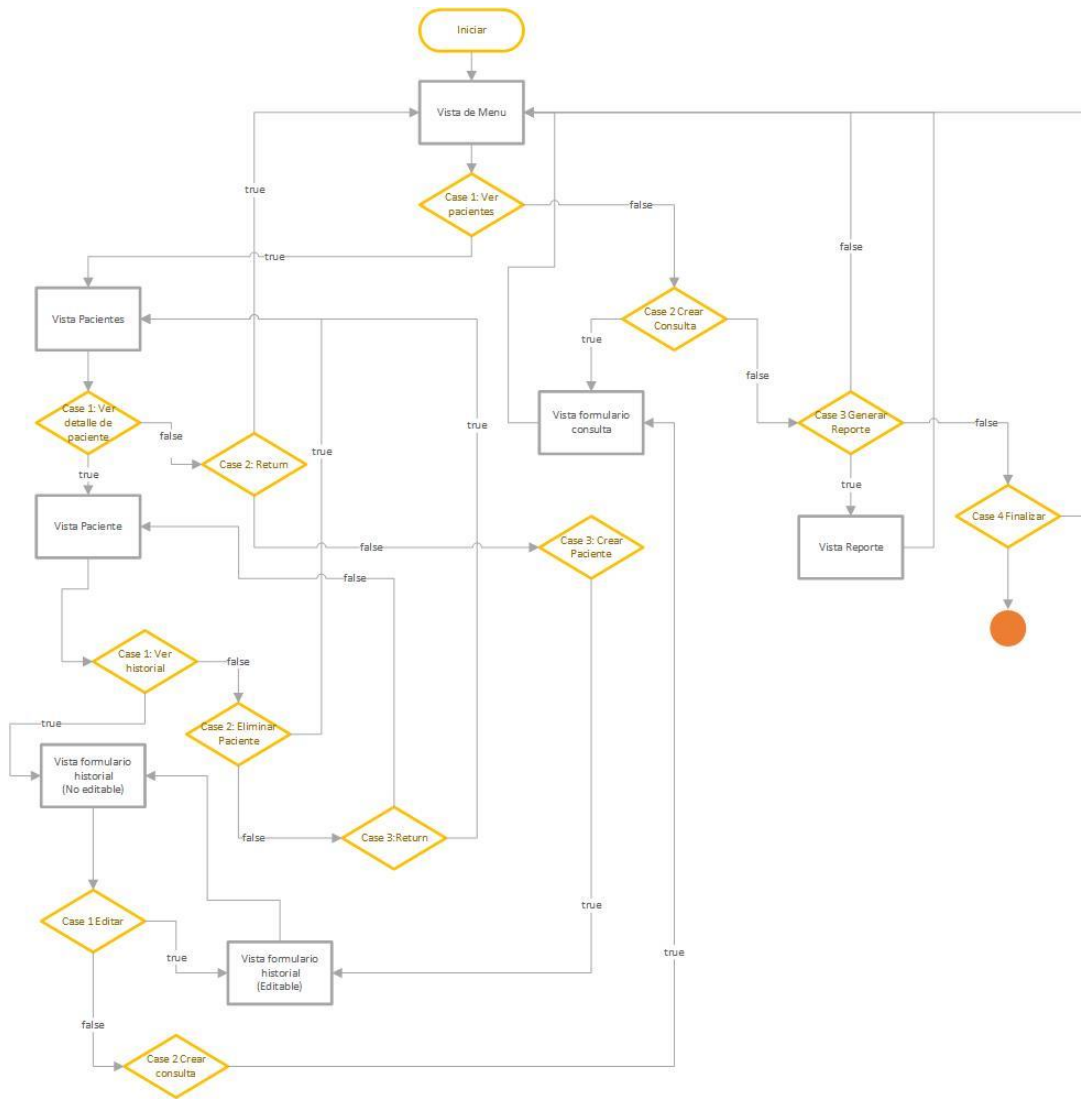 Iniciar
Vista de Menu
true
Case 1: Ver
pacientes
false
true
false
Vista Pacientes
Case 2 Crear
Consulta
true
false
Case 1: Ver
detalle de
paciente
false
true
Case 2: Return
true
true
Vista formulario
consulta
Case 3 Generar
Reporte
false
true
Case 4 Finalizar
Vista Paciente
false
Case 3: Crear
Paciente
Vista Reporte
false
Case 1: Ver
historial
false
true
Case 2: Eliminar
Paciente
Vista formulario
historial
(No editable)
false
Case 3:Return
true
Case 1 Editar
true
Vista formulario
historial
(Editable)
true
false
Case 2 Crear
consulta